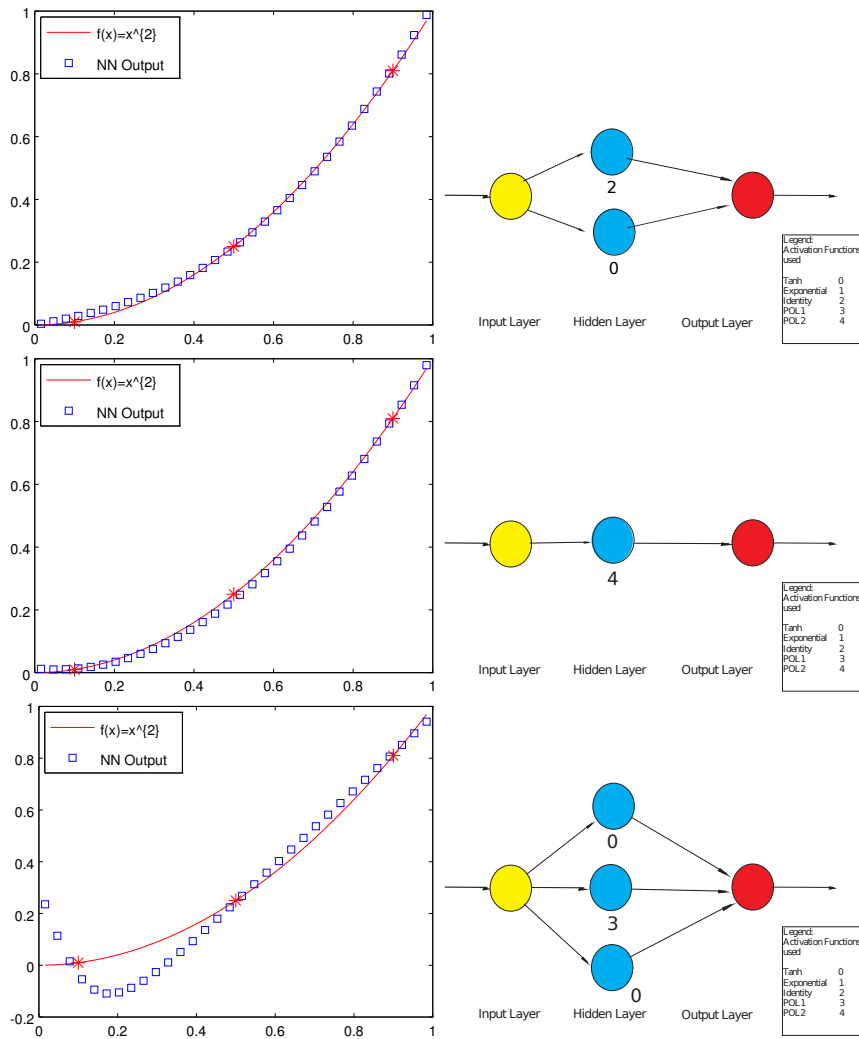 f(x)=x^{2}
NN Output
1
0.8
0.6
0.4
0.2
0
0 0.2 0.4 0.6 0.8 1
2
0
Input Layer Hidden Layer Output Layer
Legend:
Activation Functions
used
Tanh 0
Exponential 1
Identity 2
POL1 3
POL2 4
f(x)=x^{2}
NN Output
1
0.8
0.6
0.4
0.2
0
0 0.2 0.4 0.6 0.8 1
4
Input Layer Hidden Layer Output Layer
Legend:
Activation Functions
used
Tanh 0
Exponential 1
Identity 2
POL1 3
POL2 4
f(x)=x^{2}
NN Output
0.8
0.6
0.4
0.2
0
-0.2
0 0.2 0.4 0.6 0.8 1
0
3
0
Input Layer Hidden Layer Output Layer
Legend:
Activation Functions
used
Tanh 0
Exponential 1
Identity 2
POL1 3
POL2 4